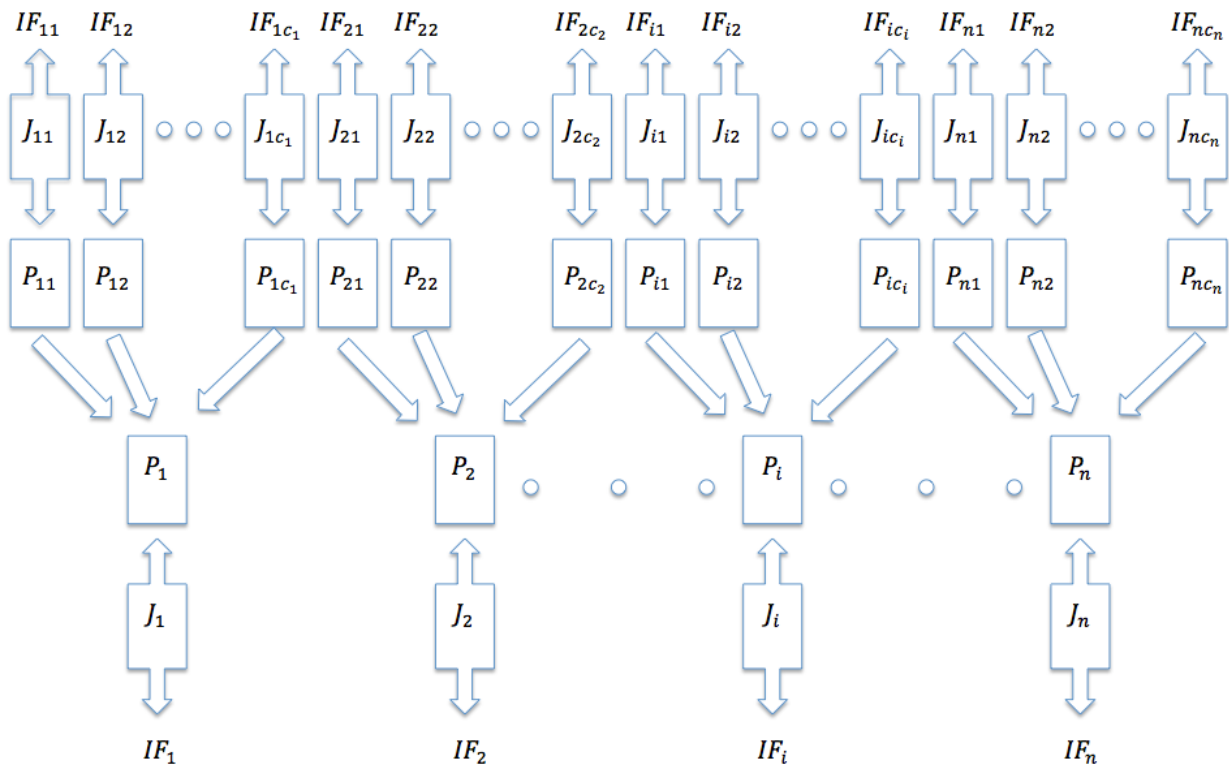 IF₁₁ IF₁₂ IF₁c₁ IF₂₁ IF₂₂ IF₂c₂ IFᵢ₁ IFᵢ₂ IFᵢcᵢ IFₙ₁ IFₙ₂ IFₙcₙ
J₁₁ J₁₂ J₁c₁ J₂₁ J₂₂ J₂c₂ Jᵢ₁ Jᵢ₂ Jᵢcᵢ Jₙ₁ Jₙ₂ Jₙcₙ
P₁₁ P₁₂ P₁c₁ P₂₁ P₂₂ P₂c₂ Pᵢ₁ Pᵢ₂ Pᵢcᵢ Pₙ₁ Pₙ₂ Pₙcₙ
P₁ P₂ Pᵢ Pₙ
J₁ J₂ Jᵢ Jₙ
IF₁ IF₂ IFᵢ IFₙ